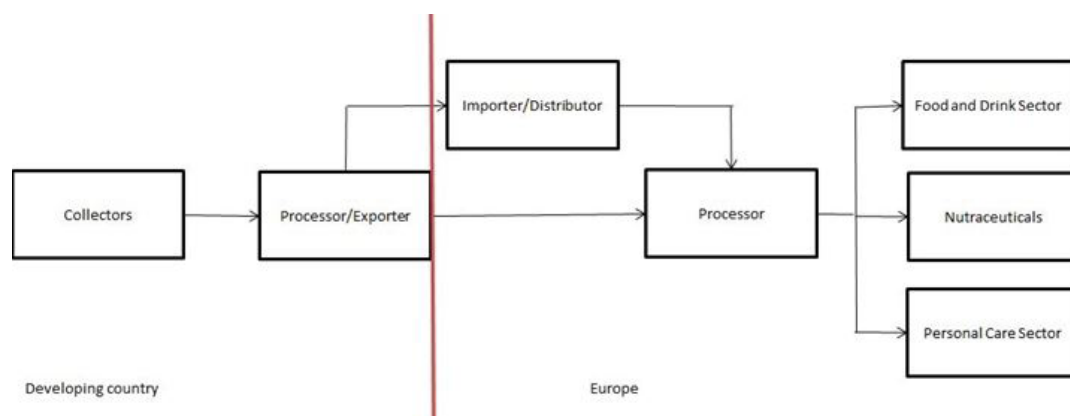 Importer/Distributor
Food and Drink Sector
Collectors
Processor/Exporter
Processor
Nutraceuticals
Personal Care Sector
Developing country
Europe